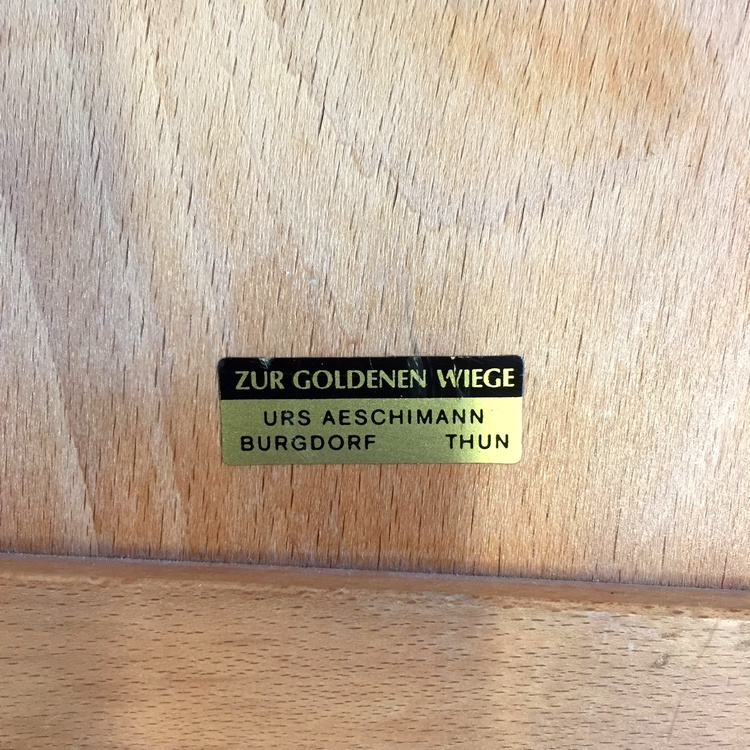 ZUR GOLDENEN WIEGE
URS AESCHIMANN
BURGDORF THUN